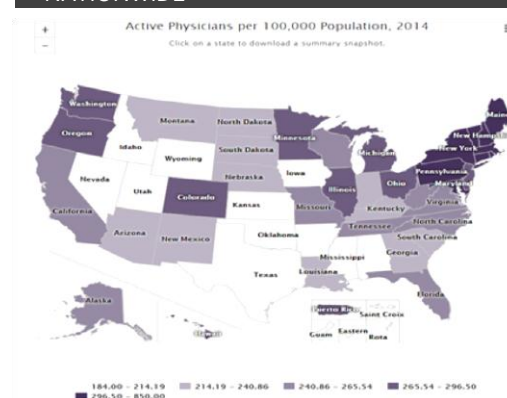 NATIONWIDE
Active Physicians per 100,000 Population, 2014
Click on a state to download a summary snapshot.
+
−
Washington
Montana
North Dakota
Minnesota
Maine
Oregon
Idaho
South Dakota
Michigan
New Hamp
New York
Wyoming
Iowa
Pennsylvania
Nebraska
Nevada
Illinois
Ohio
Maryland
Utah
Colorado
Kansas
Missouri
Virginia
California
Kentucky
North Carolina
Tennessee
Arizona
New Mexico
Oklahoma
South Carolina
Mississippi
Georgia
Texas
Louisiana
Alaska
Florida
Hawaii
Puerto Rico
Saint Croix
Guam
Eastern
Rota
184.00 - 214.19
214.19 - 240.86
240.86 - 265.54
265.54 - 296.50
296.50 - 850.00